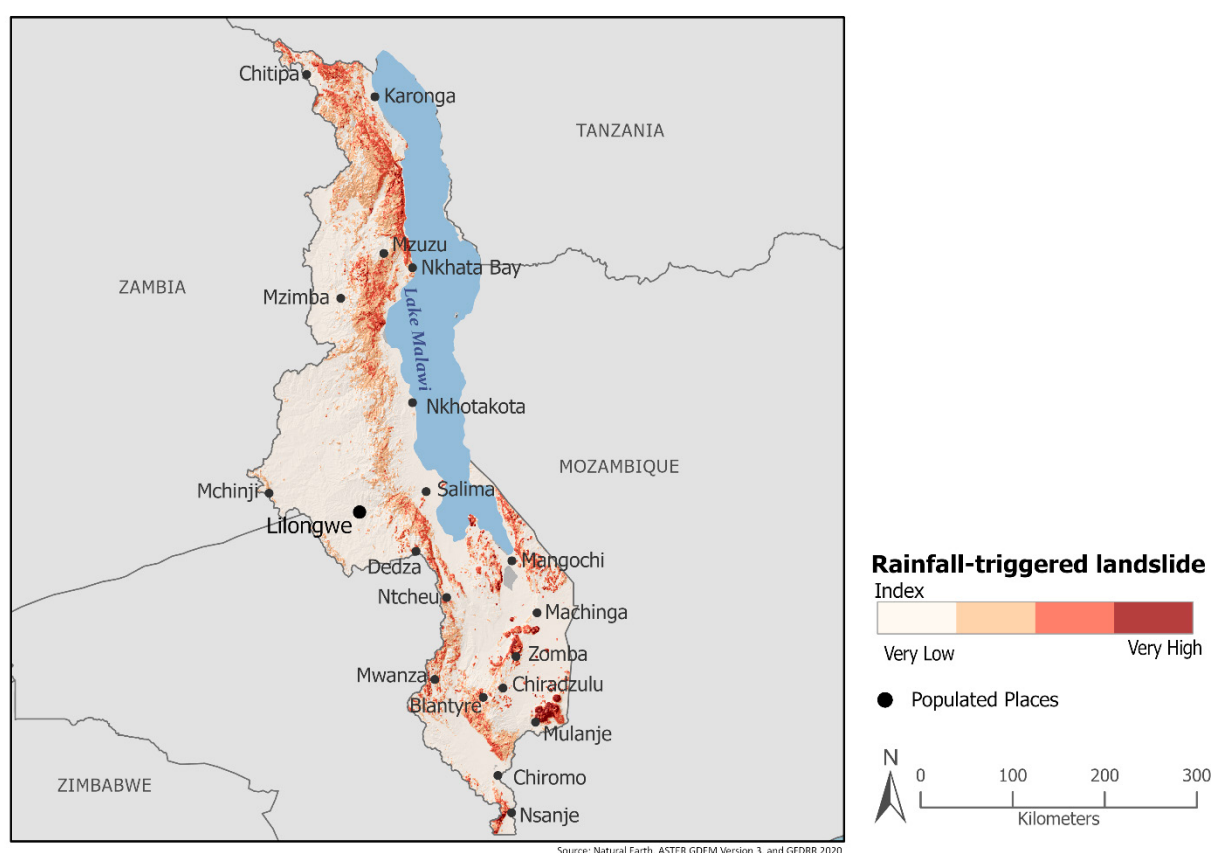 Chitipa
Karonga
TANZANIA
Mzuzu
Nkhata Bay
ZAMBIA
Mzimba
Lake Malawi
Nkhotakota
MOZAMBIQUE
Mchinji
Salima
Lilongwe
Dedza
Mangochi
Ntcheu
Machinga
Zomba
Mwanza
Chiradzulu
Blantyre
Mulanje
Chiromo
ZIMBABWE
Nsanje
Rainfall-triggered landslide
Index
Very Low
Very High
Populated Places
N
0 100 200 300
Kilometers
Source: Natural Earth, ASTER GDEM Version 3, and GFDRR 2020